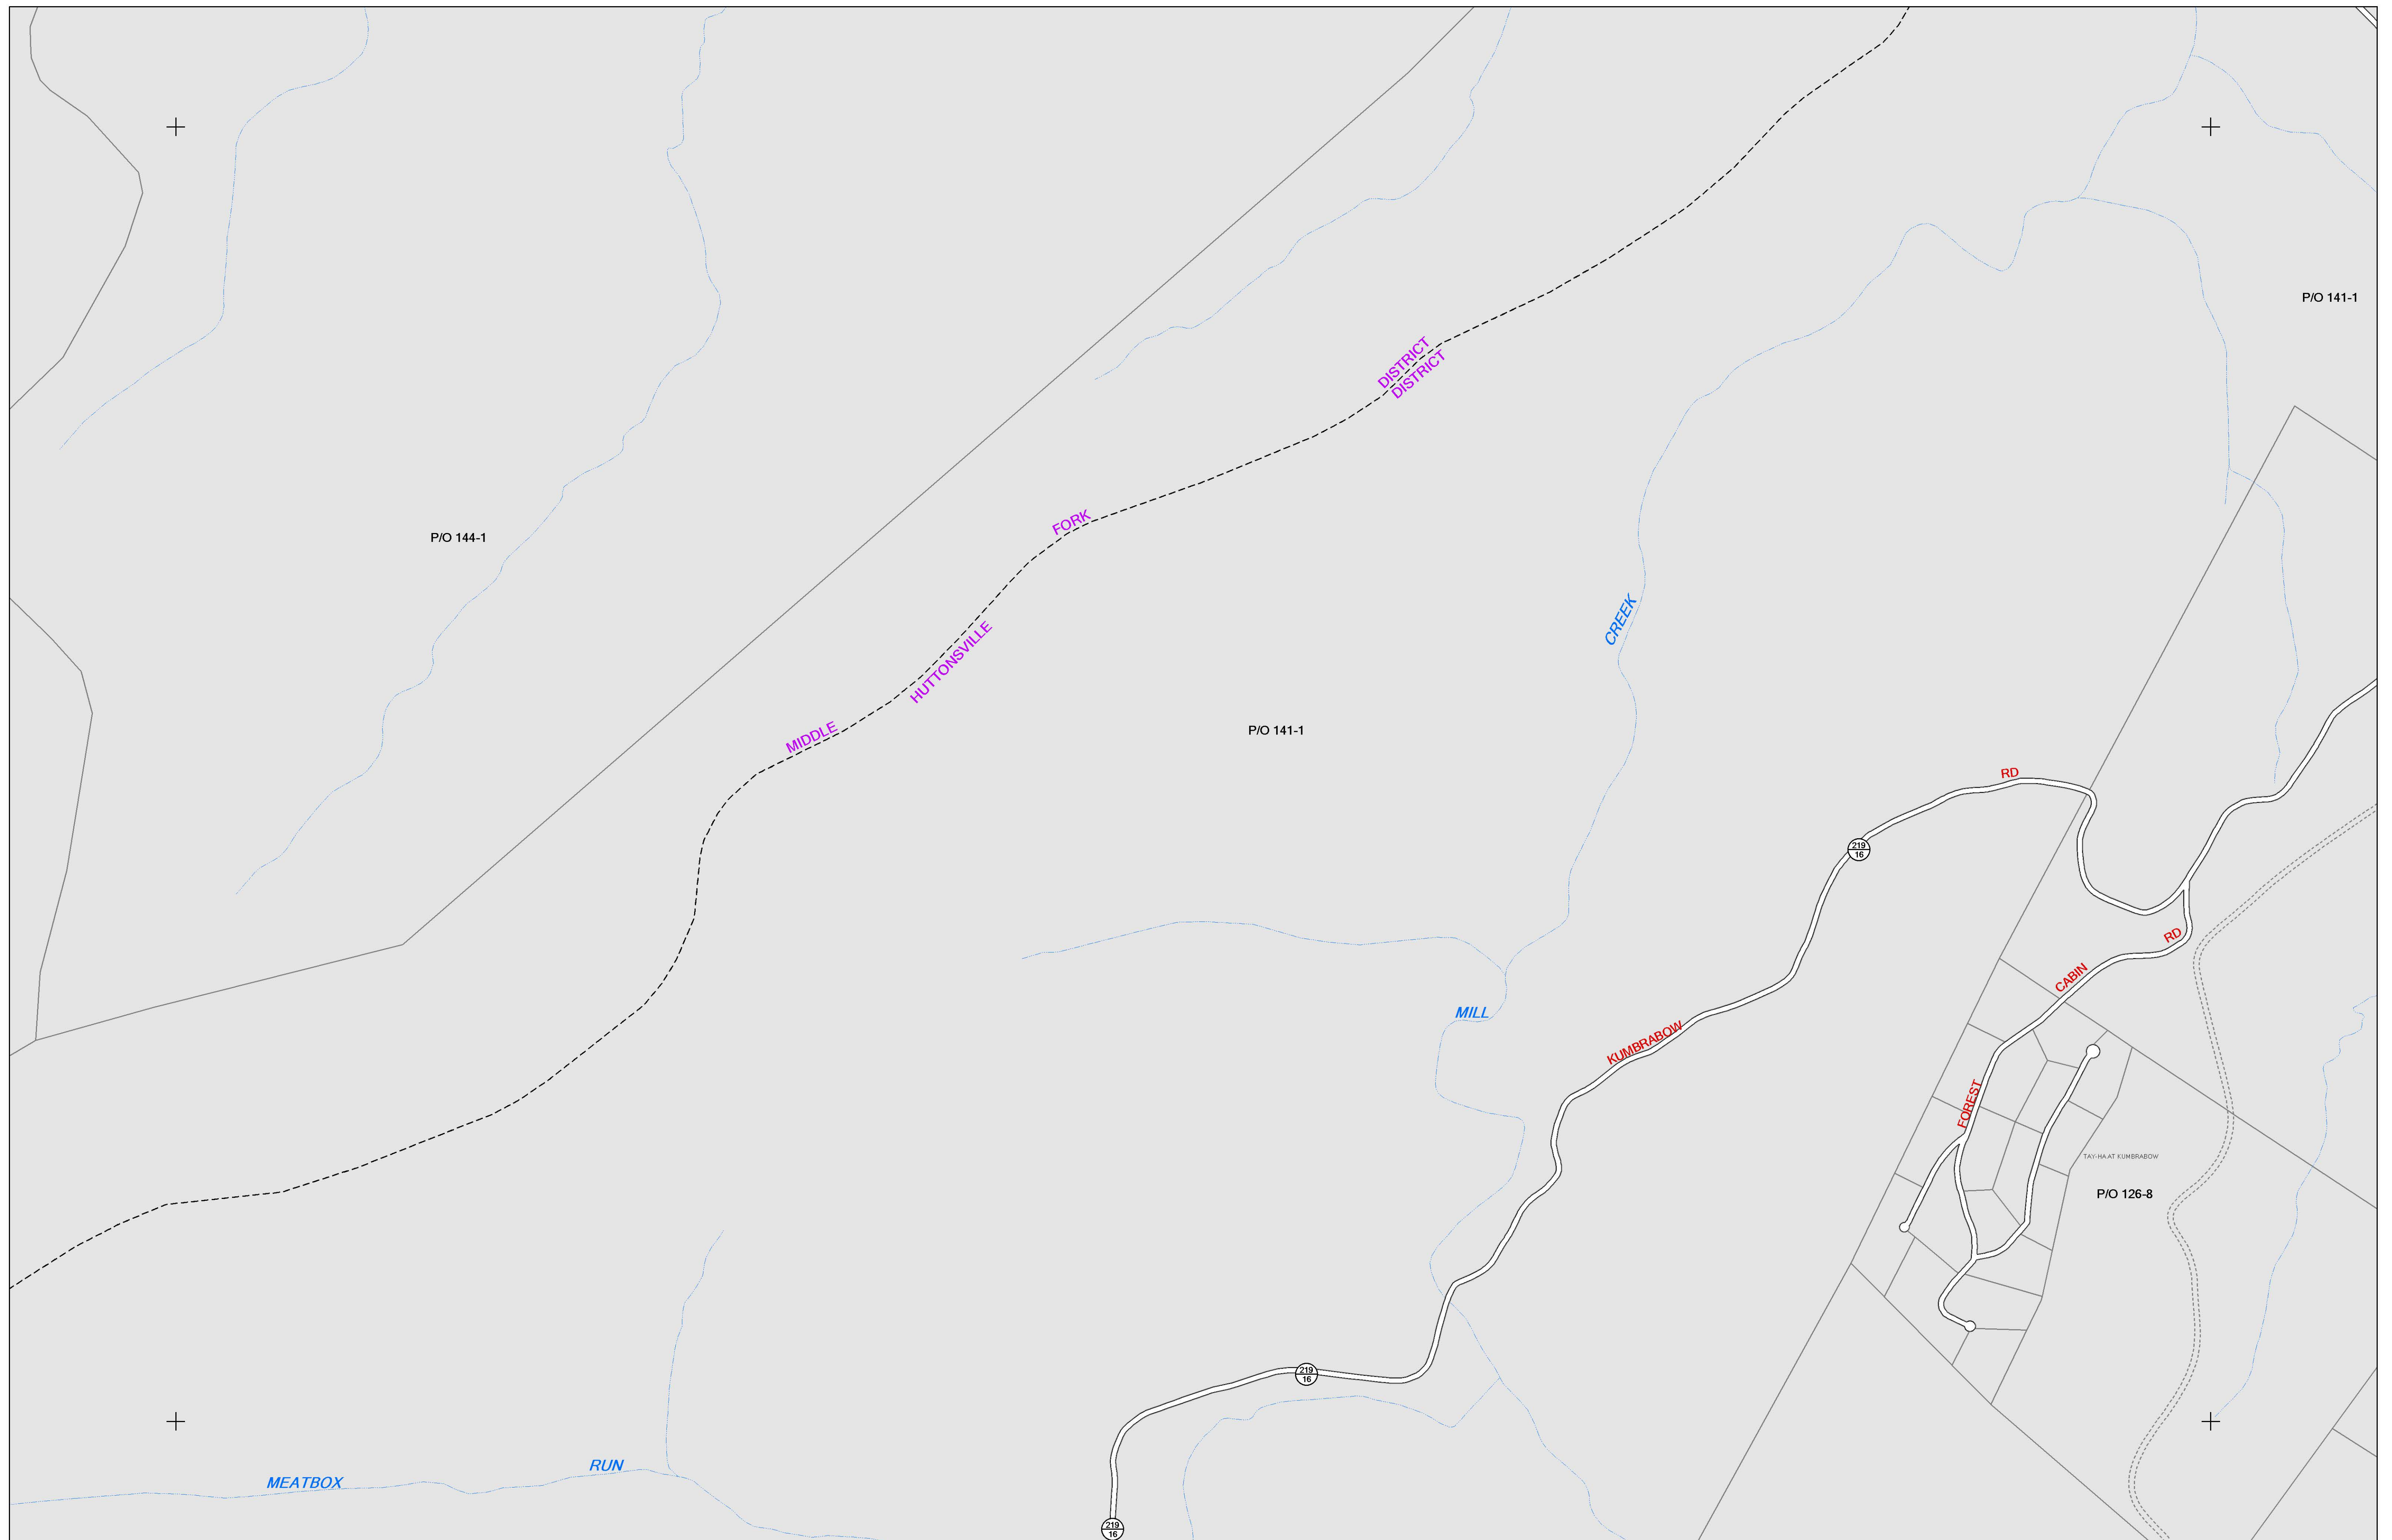 P/O 141-1
DISTRICT
DISTRICT
FORK
P/O 144-1
CREEK
HUTTONSVILLE
MIDDLE
P/O 141-1
RD
219
16
RD
CABIN
MILL
KUMBRABOW
FOREST
TAY-HA AT KUMBRABOW
P/O 126-8
219
16
RUN
MEATBOX
219
16